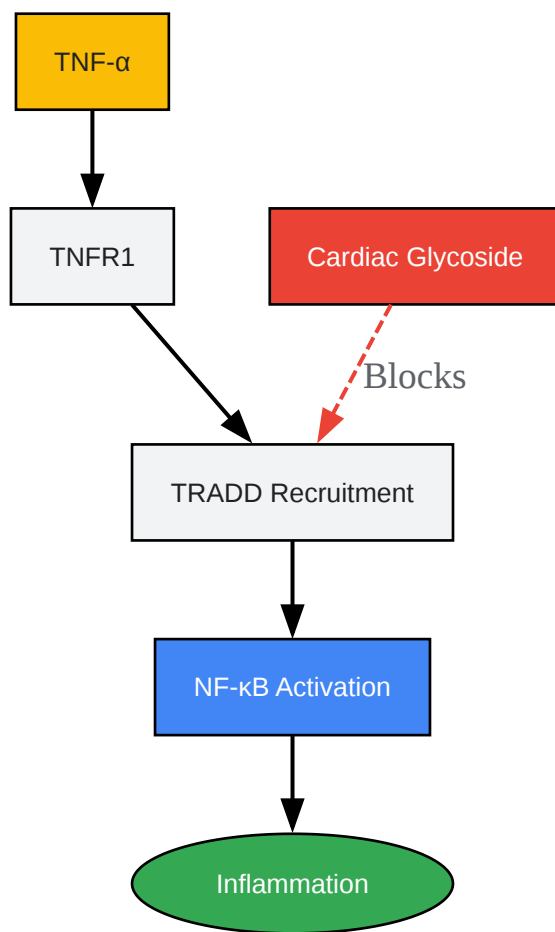 TNF-α
TNFR1
Cardiac Glycoside
Blocks
TRADD Recruitment
NF-κB Activation
Inflammation